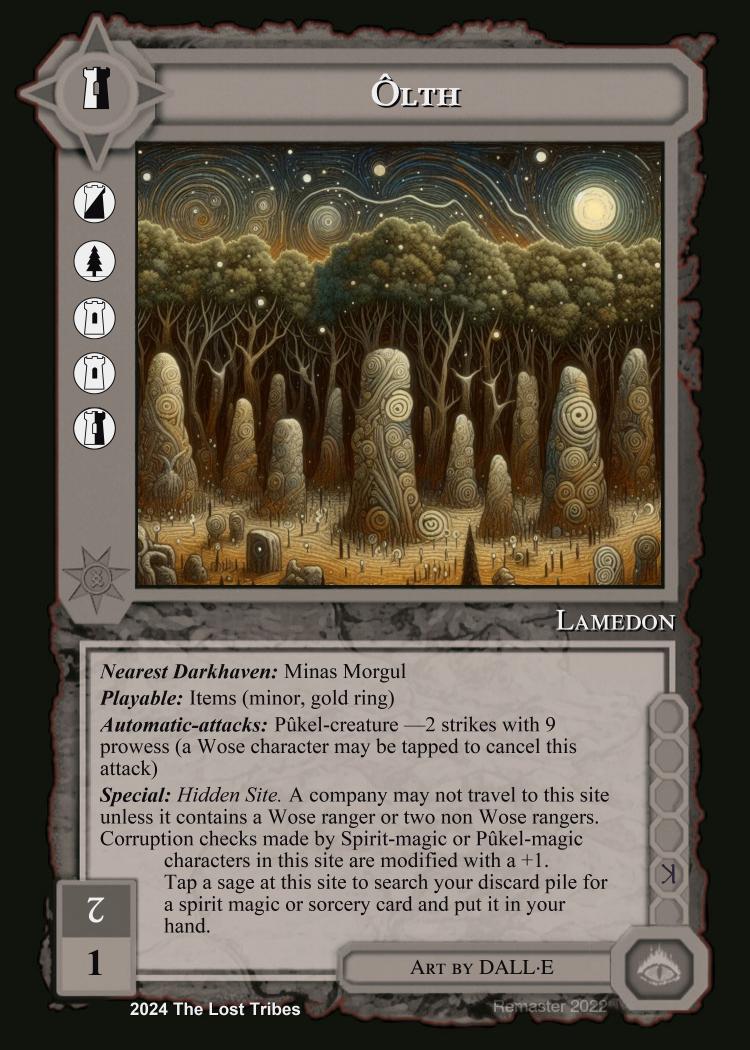 ÔLTH
LAMEDON
Nearest Darkhaven: Minas Morgul
Playable: Items (minor, gold ring)
Automatic-attacks: Pûkel-creature —2 strikes with 9
prowess (a Wose character may be tapped to cancel this
attack)
Special: Hidden Site. A company may not travel to this site
unless it contains a Wose ranger or two non Wose rangers.
Corruption checks made by Spirit-magic or Pûkel-magic
characters in this site are modified with a +1.
Tap a sage at this site to search your discard pile for
a spirit magic or sorcery card and put it in your
hand.
K
2
1
ART BY DALL·E
2024 The Lost Tribes
Remaster 2022